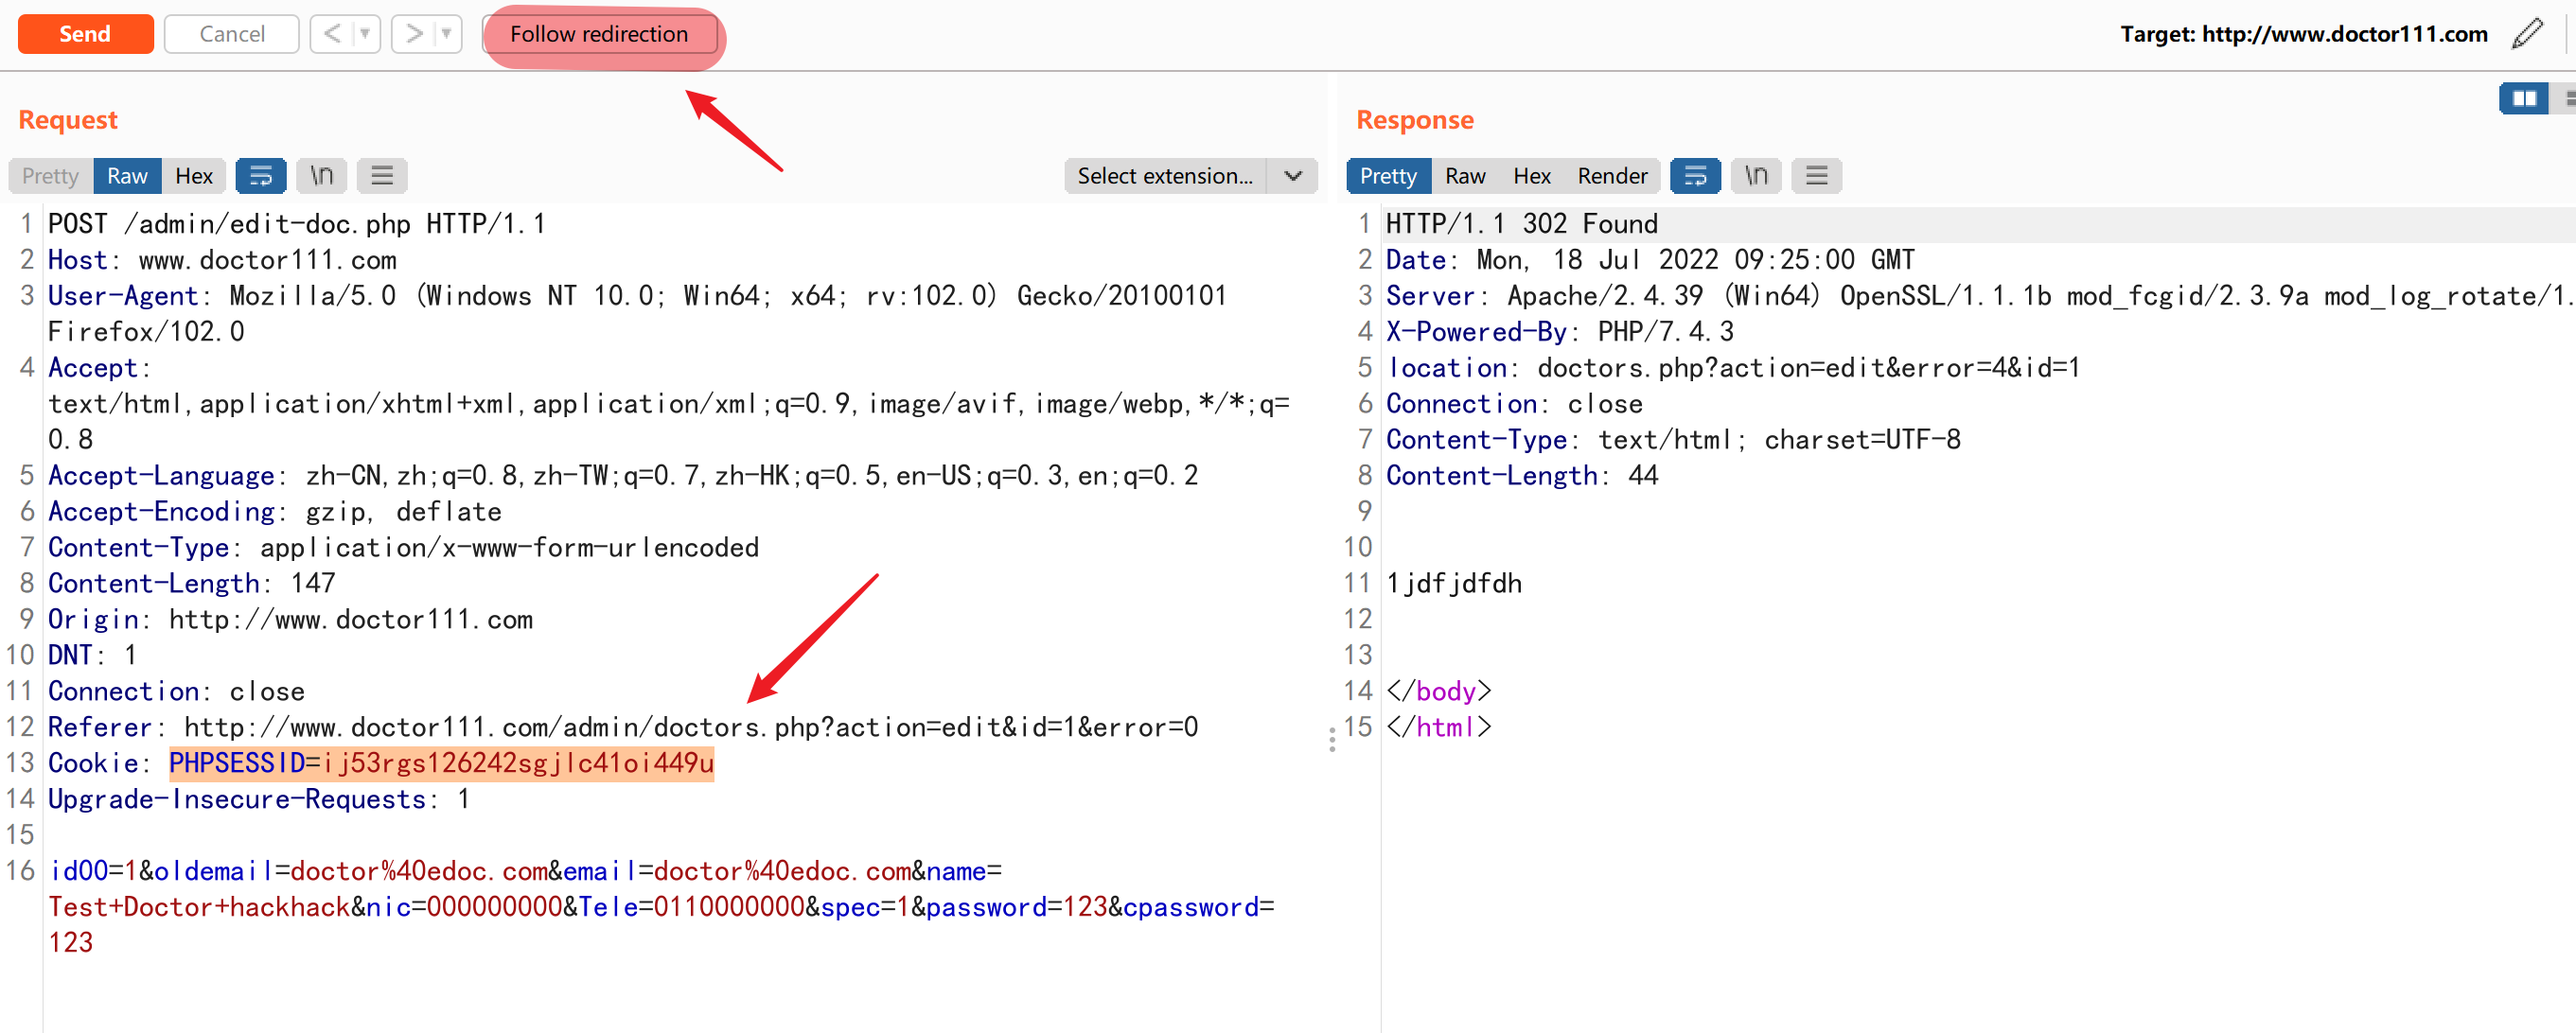 Send Cancel < > Follow redirection Target: http://www.doctor111.com
Request
Pretty Raw Hex \n Select extension...
1 POST /admin/edit-doc.php HTTP/1.1
2 Host: www.doctor111.com
3 User-Agent: Mozilla/5.0 (Windows NT 10.0; Win64; x64; rv:102.0) Gecko/20100101
Firefox/102.0
4 Accept:
text/html,application/xhtml+xml,application/xml;q=0.9,image/avif,image/webp,*/*;q=
0.8
5 Accept-Language: zh-CN,zh;q=0.8,zh-TW;q=0.7,zh-HK;q=0.5,en-US;q=0.3,en;q=0.2
6 Accept-Encoding: gzip, deflate
7 Content-Type: application/x-www-form-urlencoded
8 Content-Length: 147
9 Origin: http://www.doctor111.com
10 DNT: 1
11 Connection: close
12 Referer: http://www.doctor111.com/admin/doctors.php?action=edit&id=1&error=0
13 Cookie: PHPSESSID=ij53rgs126242sgjlc41oi449u
14 Upgrade-Insecure-Requests: 1
15
16 id00=1&oldemail=doctor%40edoc.com&email=doctor%40edoc.com&name=
Test+Doctor+hackhack&nic=000000000&Tele=0110000000&spec=1&password=123&cpassword=
123
Response
Pretty Raw Hex Render \n
1 HTTP/1.1 302 Found
2 Date: Mon, 18 Jul 2022 09:25:00 GMT
3 Server: Apache/2.4.39 (Win64) OpenSSL/1.1.1b mod_fcgid/2.3.9a mod_log_rotate/1.
4 X-Powered-By: PHP/7.4.3
5 location: doctors.php?action=edit&error=4&id=1
6 Connection: close
7 Content-Type: text/html; charset=UTF-8
8 Content-Length: 44
9
10
11 1jdfjdfdh
12
13
14 </body>
15 </html>